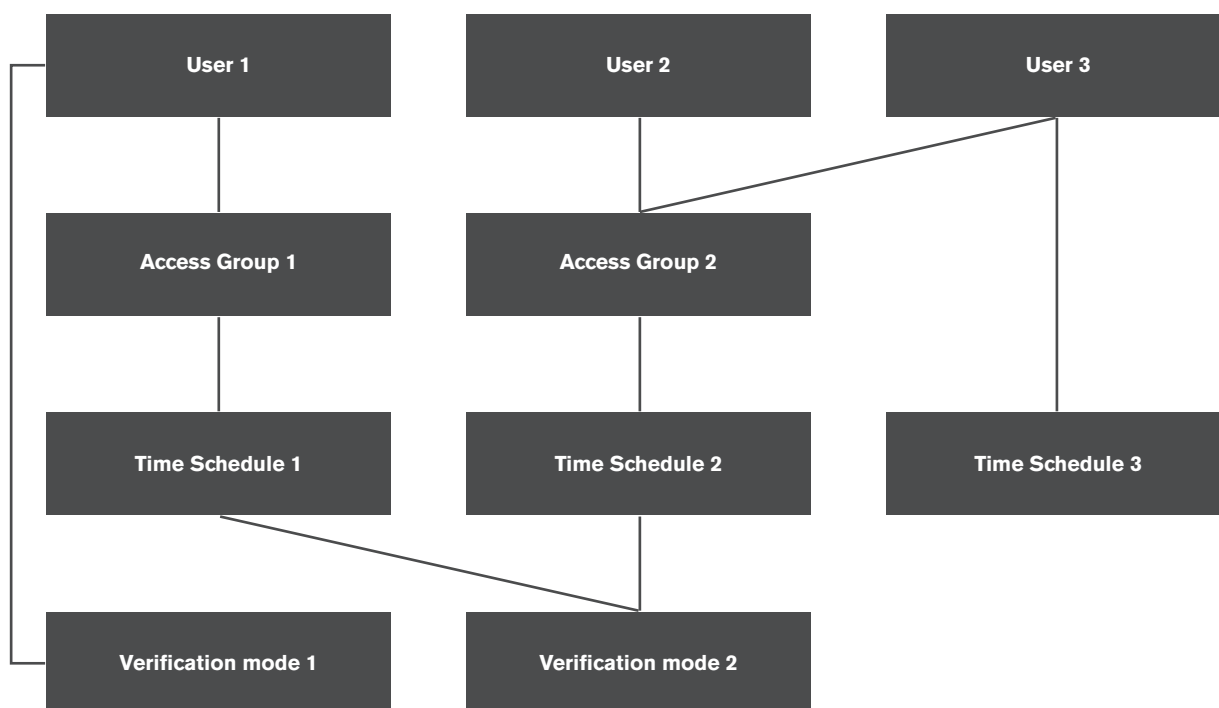 User 1
User 2
User 3
Access Group 1
Access Group 2
Time Schedule 1
Time Schedule 2
Time Schedule 3
Verification mode 1
Verification mode 2